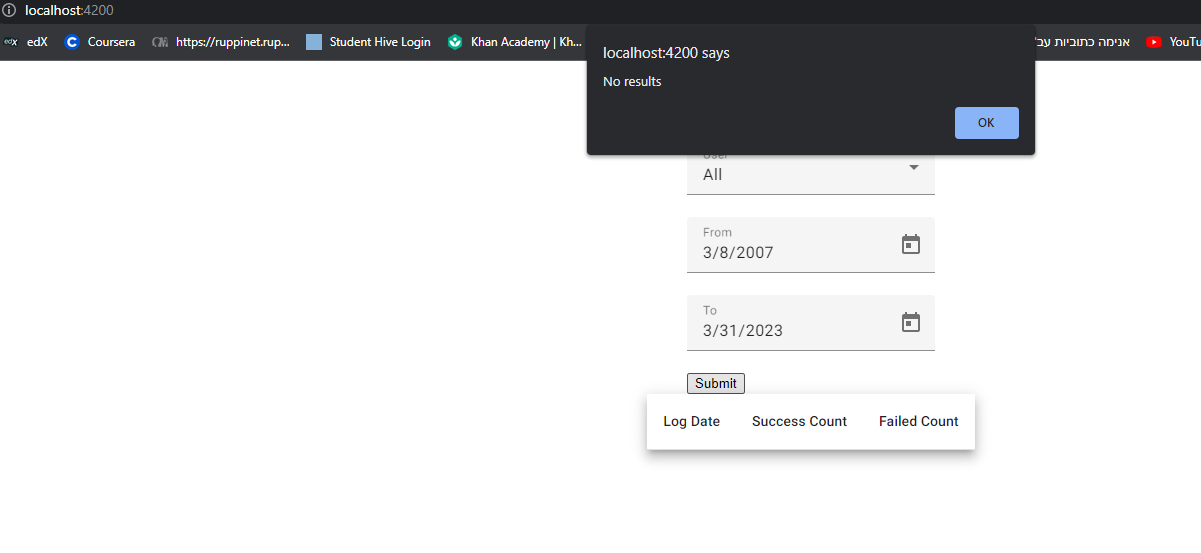 localhost:4200
edX Coursera https://ruppinet.rup... Student Hive Login Khan Academy | Kh... אנימה כתוביות עב' YouTu
localhost:4200 says
No results
OK
User
All
From
3/8/2007
To
3/31/2023
Submit
Log Date Success Count Failed Count